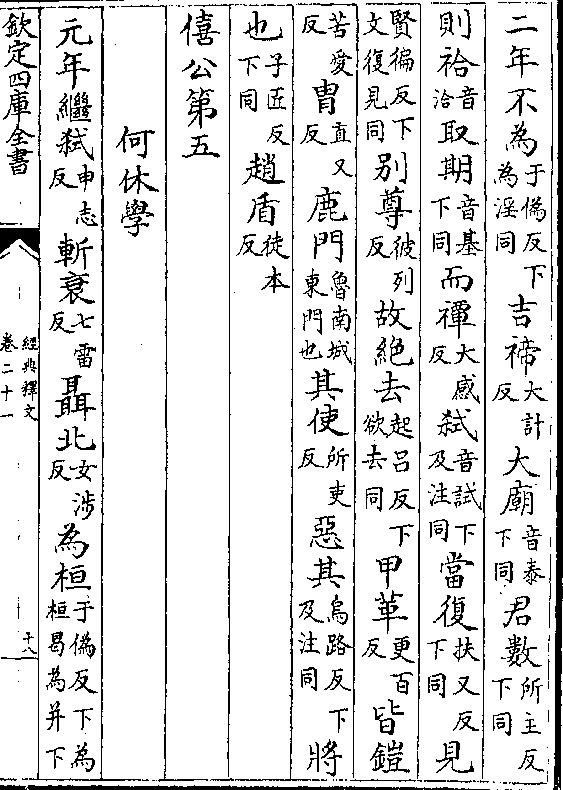 二年不為于偽反下為淫同吉禘大計反大廟音泰下同君數所主反下同
則祫音洽取期音基下同而禫大感反弒音試下及注同當復扶又反下同見
賢徧反下文復見同別尊彼列反故絕去起呂反下欲去同甲革更百反皆鎧
苦愛反冑直又反鹿門魯南城東門也其使所吏反惡其烏路反下及注同將
也子匠反下同趙盾徒本反
僖公第五
何休學
元年繼弒申志反斬衰七雷反聶北女涉反為桓于偽反下為桓曷為并下
欽定四庫全書
經典釋文
卷二十一
十八